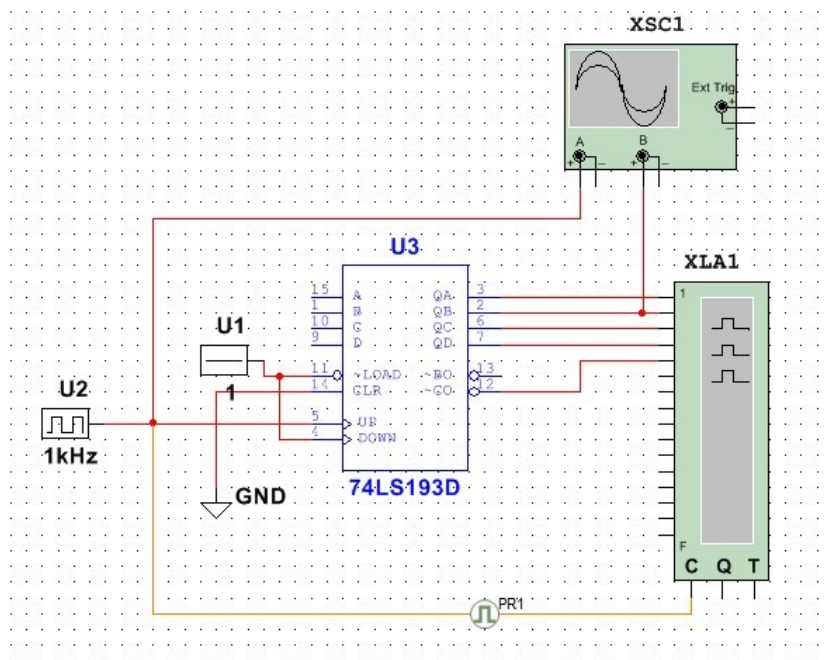 XSC1
Ext Trig
+
–
A
B
+ – + –
U3
XLA1
15 A QA 3
1 B QB 2
10 C QC 6
9 D QD 7
11 ~LOAD ~BO 13
14 CLR ~CO 12
5 UP
4 DOWN
74LS193D
U1
1
U2
1kHz
GND
1
F
C Q T
PR1